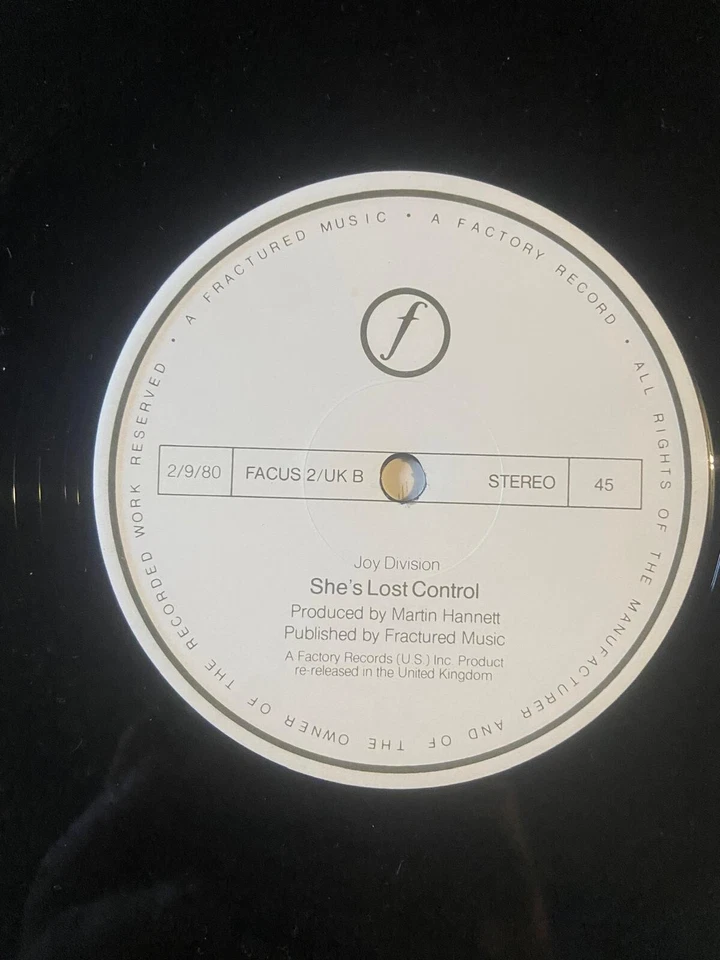 A FRACTURED MUSIC • A FACTORY RECORD • ALL RIGHTS OF THE MANUFACTURER AND OF THE OWNER OF THE RECORDED WORK RESERVED •
f
2/9/80 FACUS 2/UK B STEREO 45
Joy Division
She's Lost Control
Produced by Martin Hannett
Published by Fractured Music
A Factory Records (U.S.) Inc. Product
re-released in the United Kingdom